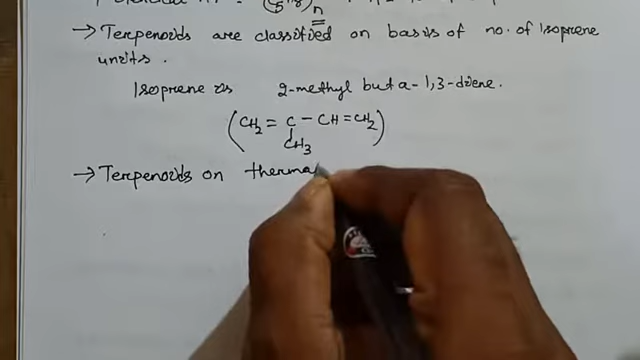 (C5H8)n
→ Terpenoids are classified on basis of no. of Isoprene
units.
Isoprene is 2-methyl buta-1,3-diene.
(CH2 = C - CH = CH2)
CH3
→ Terpenoids on therma